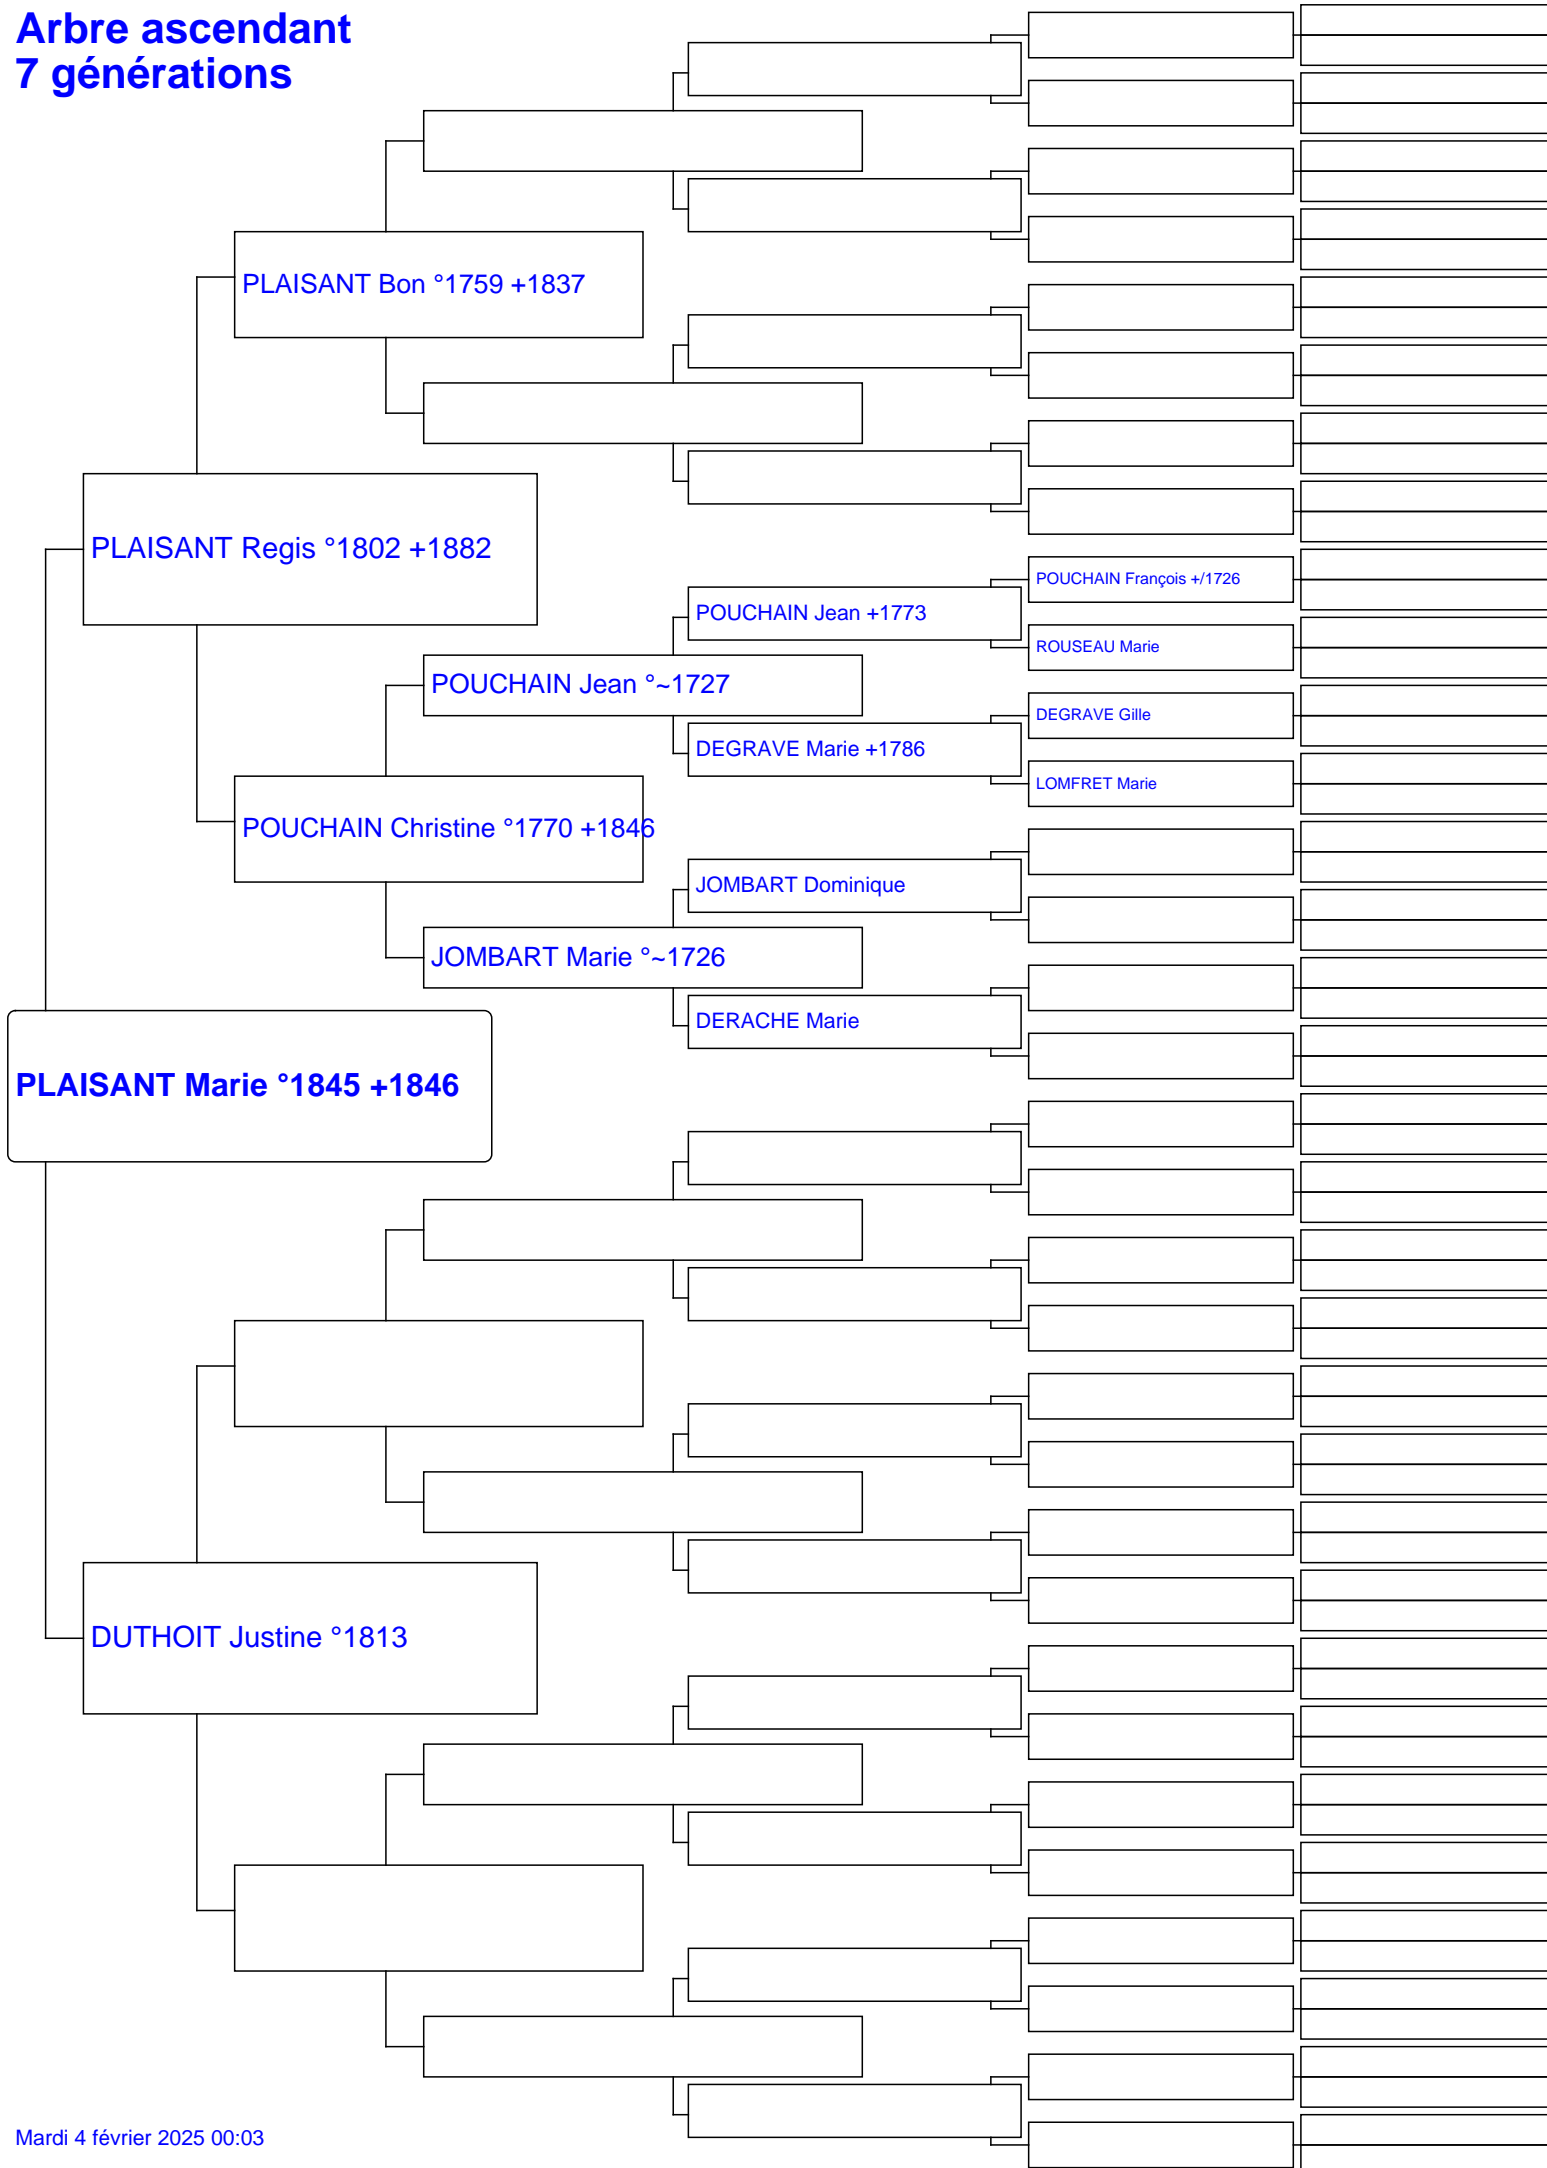 Arbre ascendant
7 générations
PLAISANT Bon °1759 +1837
PLAISANT Regis °1802 +1882
POUCHAIN François +/1726
POUCHAIN Jean +1773
ROUSEAU Marie
POUCHAIN Jean °~1727
DEGRAVE Gille
DEGRAVE Marie +1786
LOMFRET Marie
POUCHAIN Christine °1770 +1846
JOMBART Dominique
JOMBART Marie °~1726
DERACHE Marie
PLAISANT Marie °1845 +1846
DUTHOIT Justine °1813
Mardi 4 février 2025 00:03